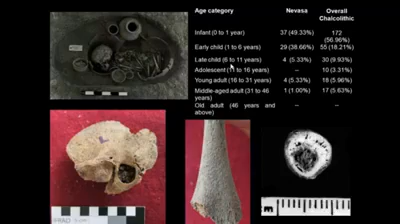 Age category Nevasa Overall Chalcolithic
Infant (0 to 1 year) 37 (49.33%) 172 (56.96%)
Early child (1 to 6 years) 29 (38.66%) 55 (18.21%)
Late child (6 to 11 years) 4 (5.33%) 30 (9.93%)
Adolescent (11 to 16 years) -- 10 (3.31%)
Young adult (16 to 31 years) 4 (5.33%) 18 (5.96%)
Middle-aged adult (31 to 46 years) 1 (1.00%) 17 (5.63%)
Old adult (46 years and above) -- --